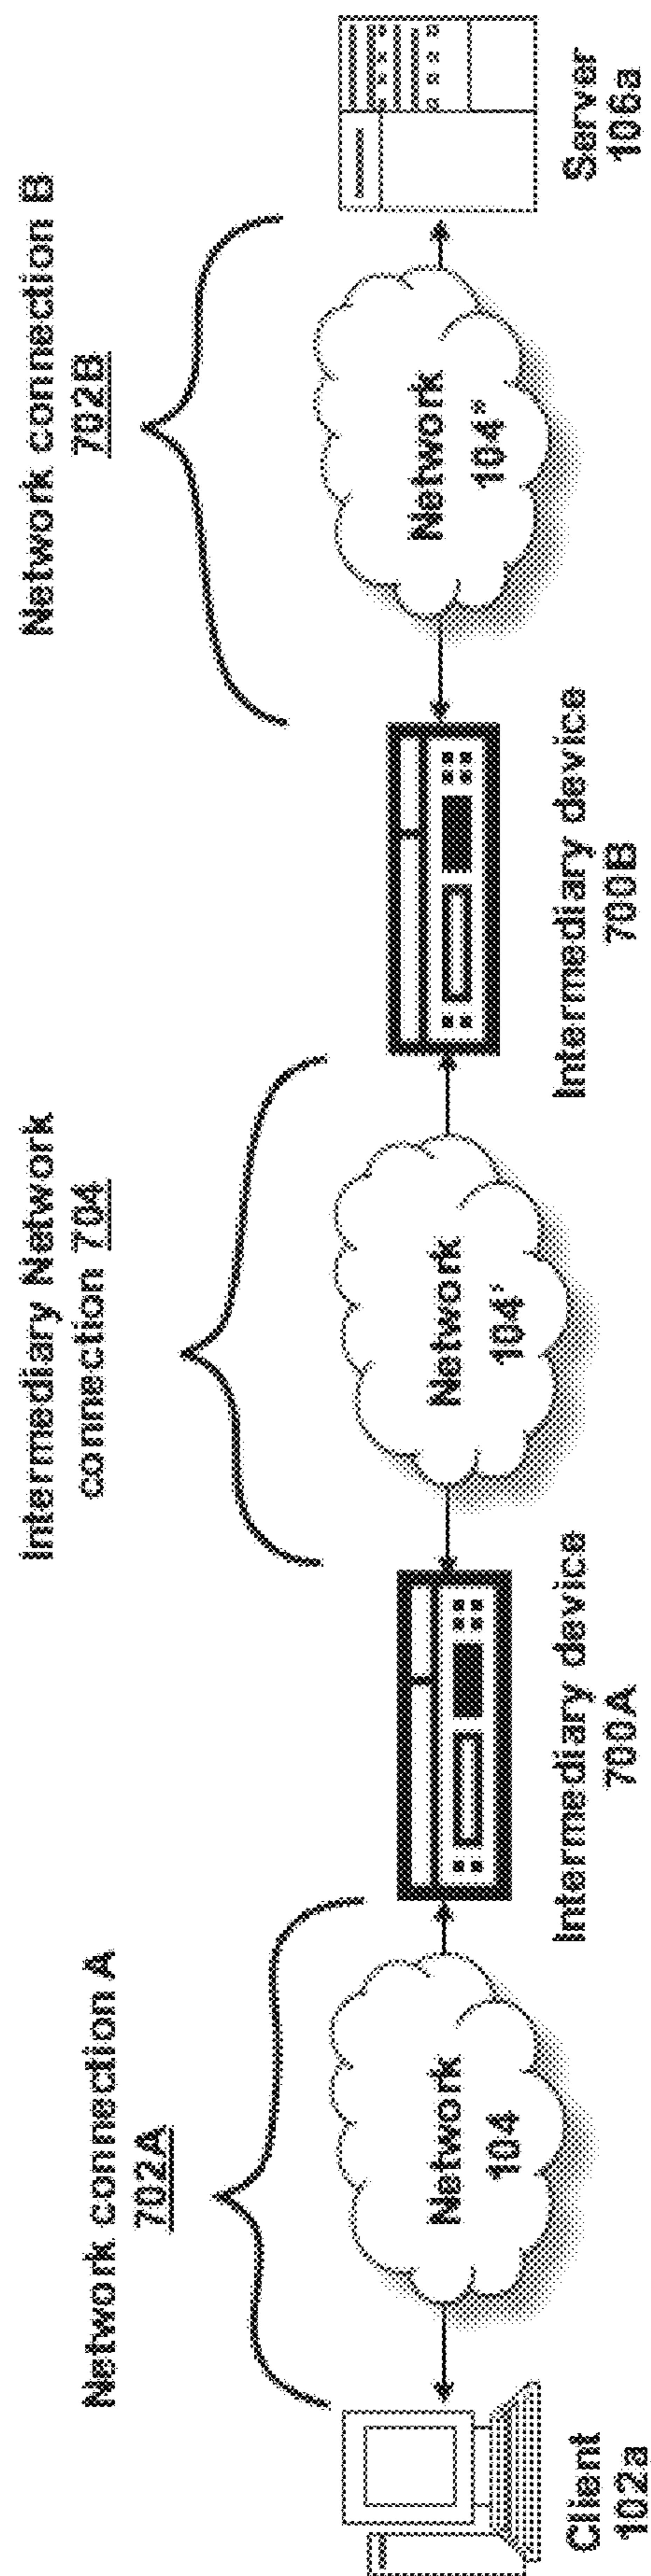 Network connection A
702A
Intermediary Network
connection 704
Network connection B
702B
Network
104
Network
104'
Network
104"
Client
102a
Intermediary device
700A
Intermediary device
700B
Server
106a